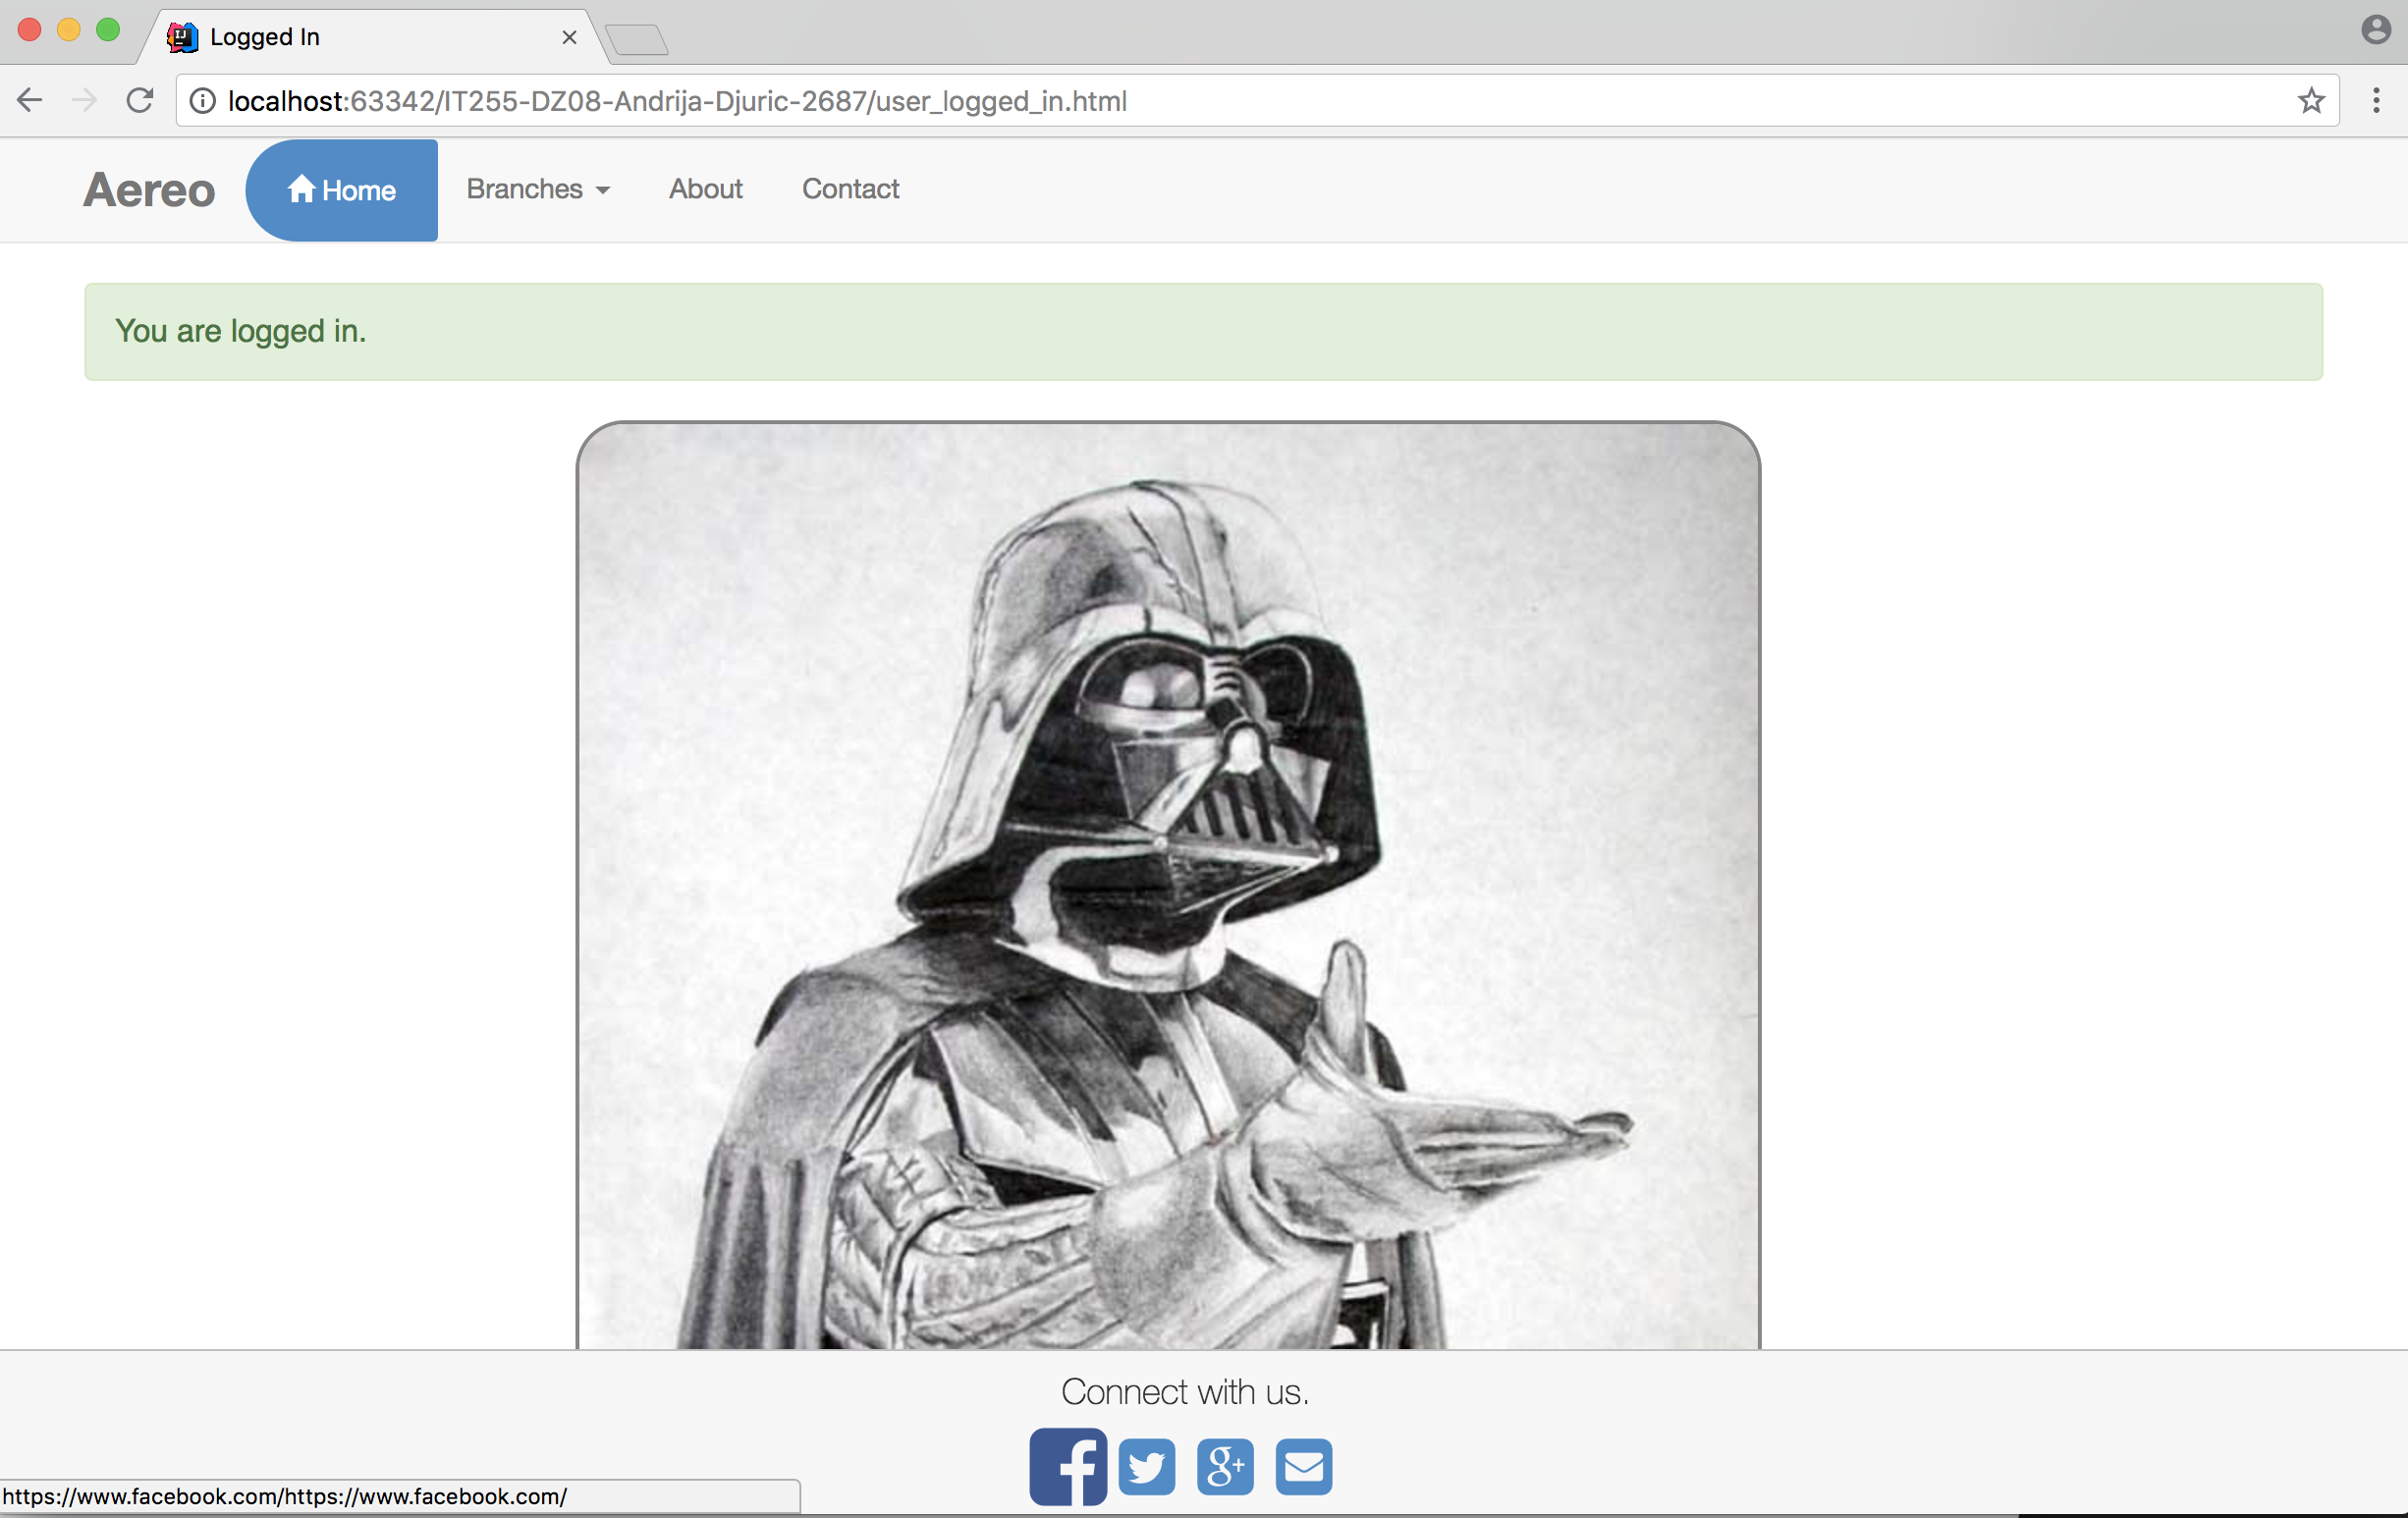 Logged In
localhost:63342/IT255-DZ08-Andrija-Djuric-2687/user_logged_in.html
Aereo Home Branches About Contact
You are logged in.
Connect with us.
https://www.facebook.com/https://www.facebook.com/